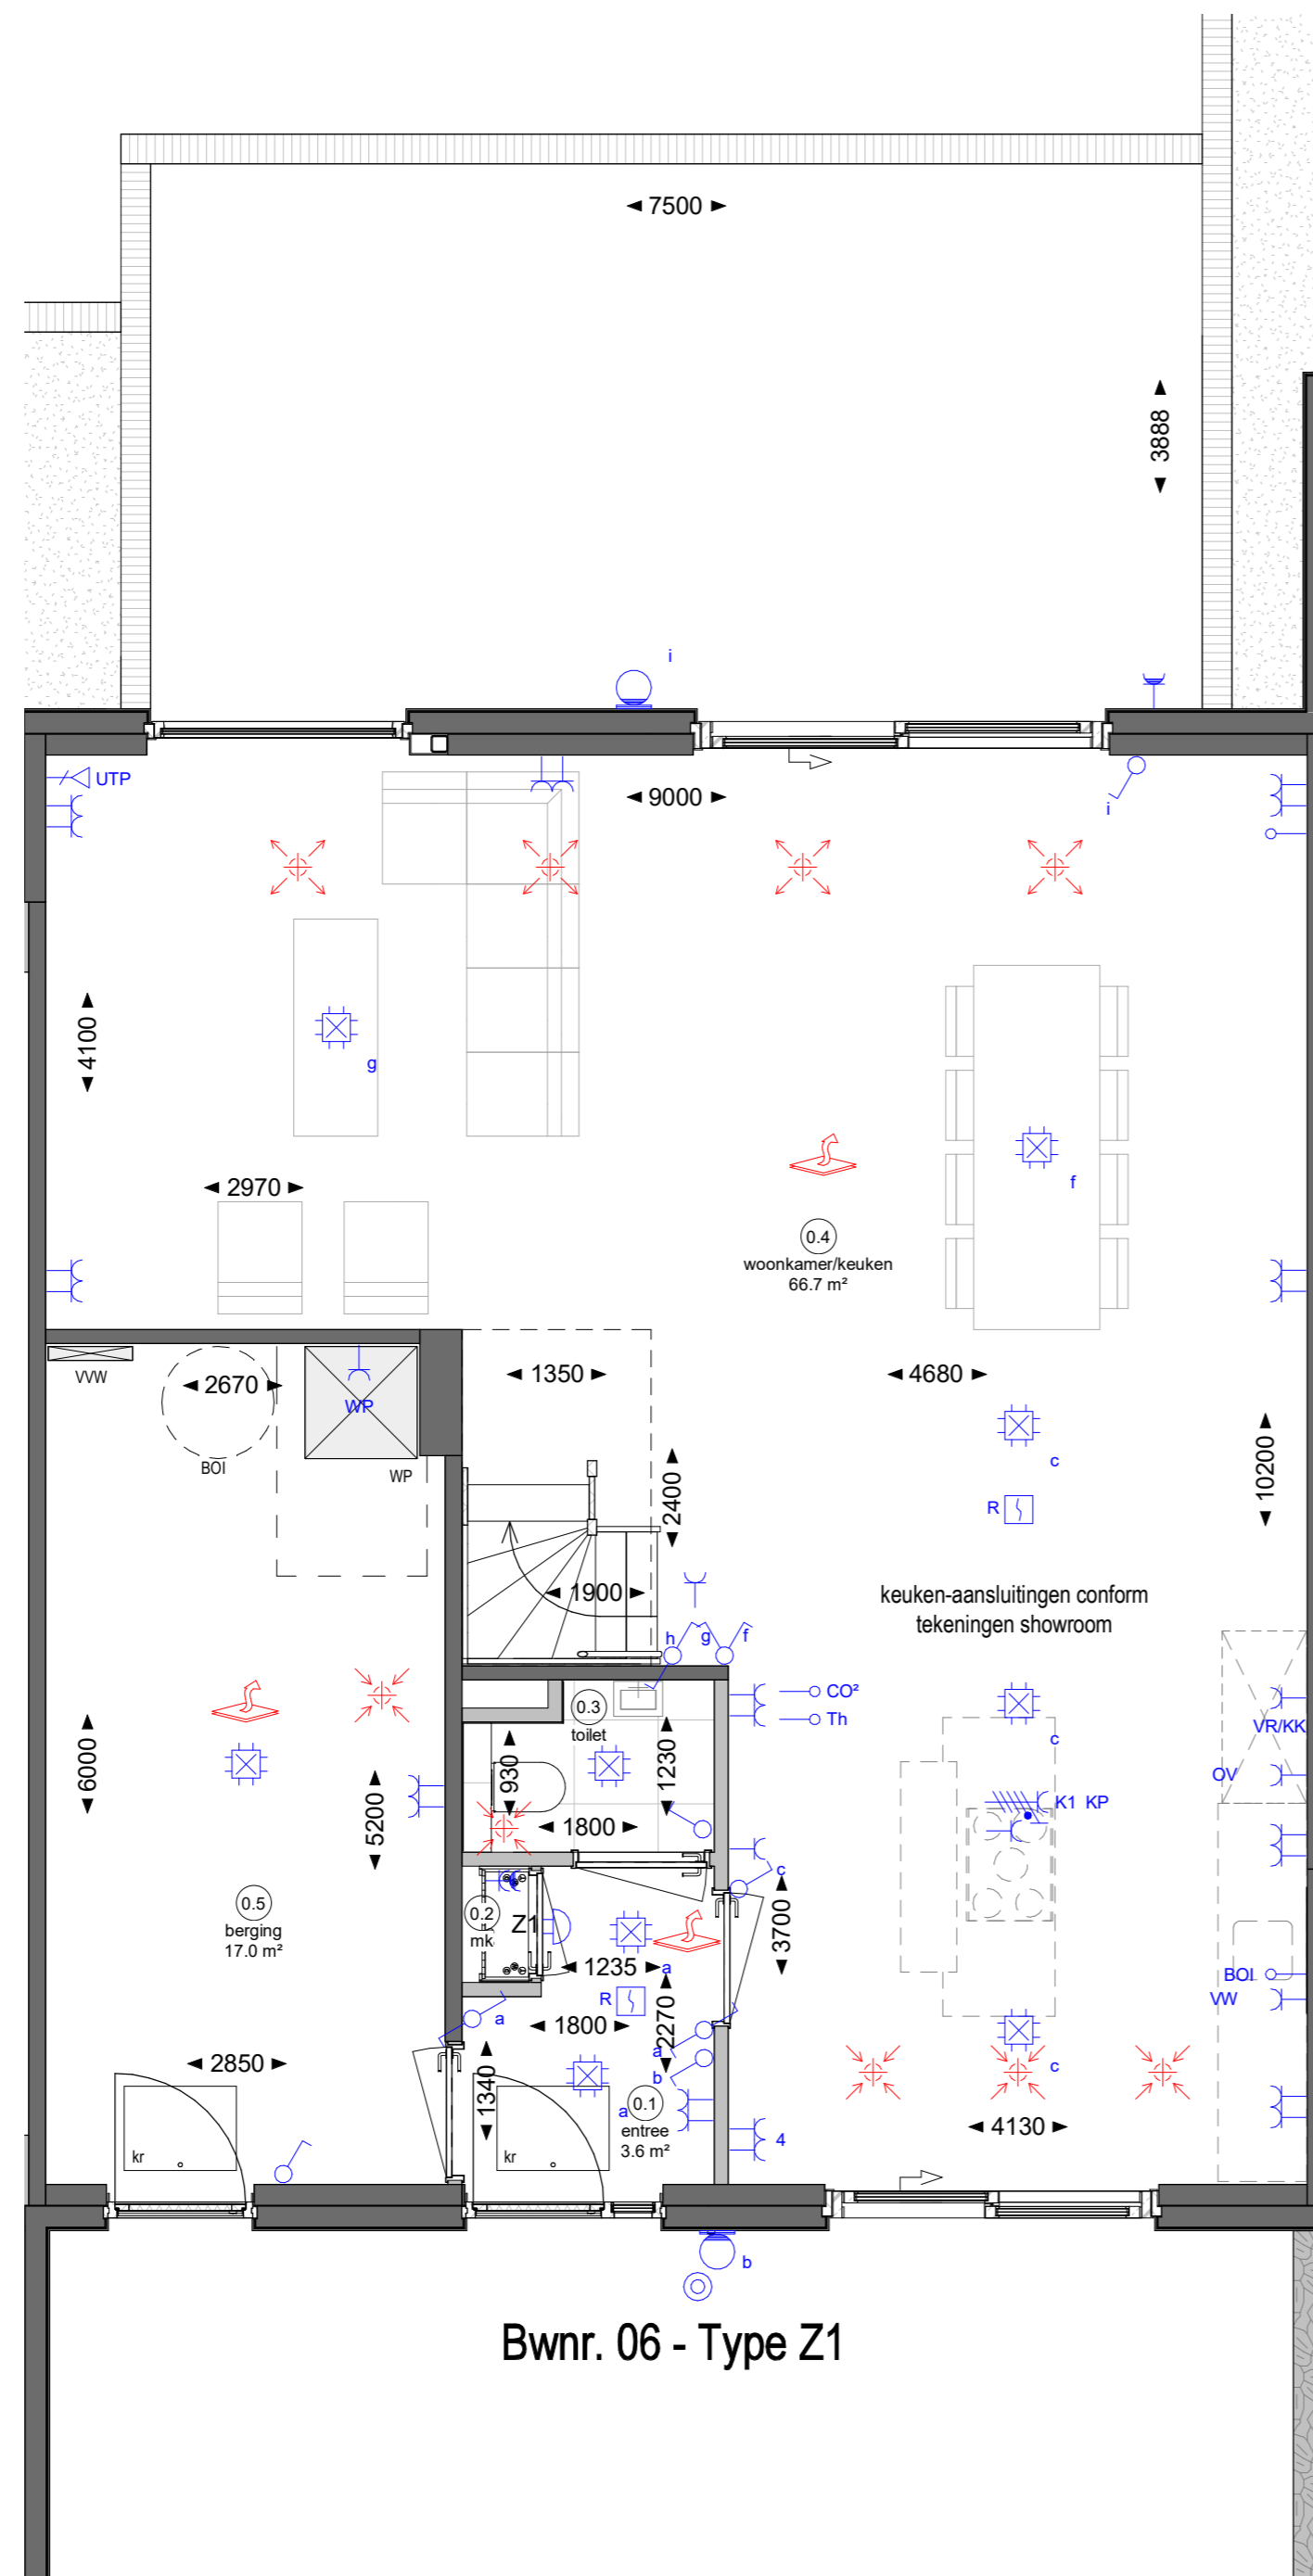 7500
3888
i
UTP
9000
i
4100
g
f
2970
0.4
woonkamer/keuken
66.7 m²
VVW
2670
WP
BOI
WP
1350
4680
c
2400
10200
R
1900
keuken-aansluitingen conform
tekeningen showroom
h
g
f
CO²
Th
0.3
toilet
930
1230
1800
c
VR/KK
OV
K1 KP
6000
5200
c
3700
0.5
berging
17.0 m²
0.2
mk
Z1
1235
a
R
1800
2270
a
a
b
BOI
VW
c
2850
1340
a
0.1
entree
3.6 m²
4
4130
kr
kr
b
Bwnr. 06 - Type Z1